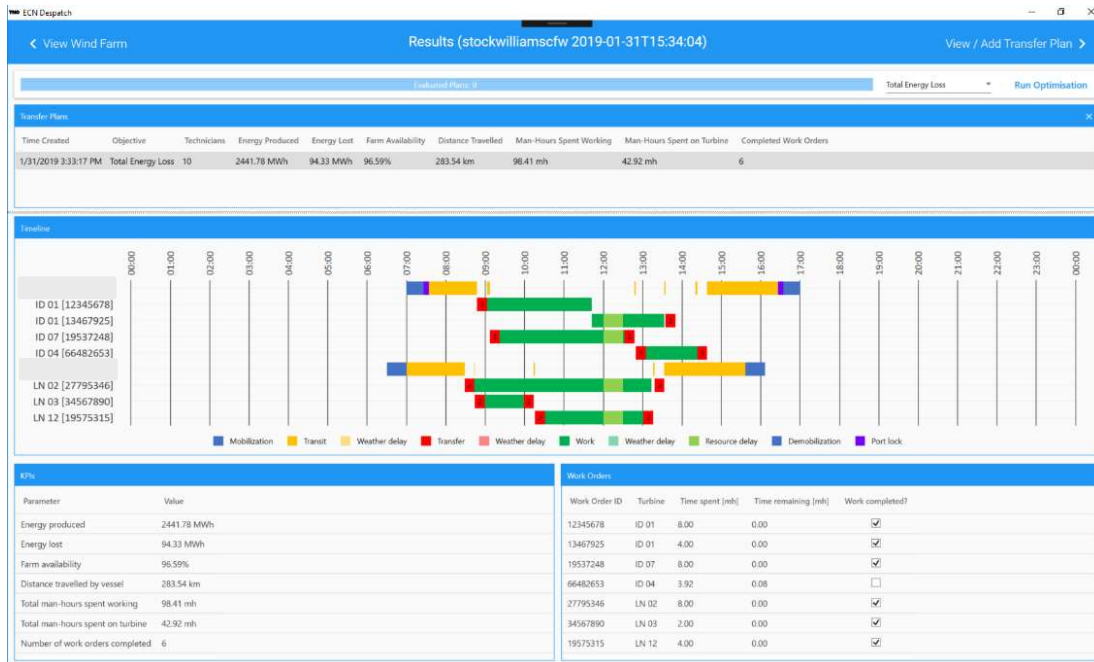 TNO ECN Despatch
View Wind Farm Results (stockwilliamscfw 2019-01-31T15:34:04) View / Add Transfer Plan
Evaluated Plans: 0 Total Energy Loss Run Optimisation
Transfer Plans
Time Created Objective Technicians Energy Produced Energy Lost Farm Availability Distance Travelled Man-Hours Spent Working Man-Hours Spent on Turbine Completed Work Orders
1/31/2019 3:33:17 PM Total Energy Loss 10 2441.78 MWh 94.33 MWh 96.59% 283.54 km 98.41 mh 42.92 mh 6
Timeline
00:00 01:00 02:00 03:00 04:00 05:00 06:00 07:00 08:00 09:00 10:00 11:00 12:00 13:00 14:00 15:00 16:00 17:00 18:00 19:00 20:00 21:00 22:00 23:00 00:00
ID 01 [12345678]
ID 01 [13467925]
ID 07 [19537248]
ID 04 [66482653]
LN 02 [27795346]
LN 03 [34567890]
LN 12 [19575315]
Mobilization Transit Weather delay Transfer Weather delay Work Weather delay Resource delay Demobilization Port lock
KPIs
Parameter Value
Energy produced 2441.78 MWh
Energy lost 94.33 MWh
Farm availability 96.59%
Distance travelled by vessel 283.54 km
Total man-hours spent working 98.41 mh
Total man-hours spent on turbine 42.92 mh
Number of work orders completed 6
Work Orders
Work Order ID Turbine Time spent [mh] Time remaining [mh] Work completed?
12345678 ID 01 8.00 0.00
13467925 ID 01 4.00 0.00
19537248 ID 07 8.00 0.00
66482653 ID 04 3.92 0.08
27795346 LN 02 8.00 0.00
34567890 LN 03 2.00 0.00
19575315 LN 12 4.00 0.00